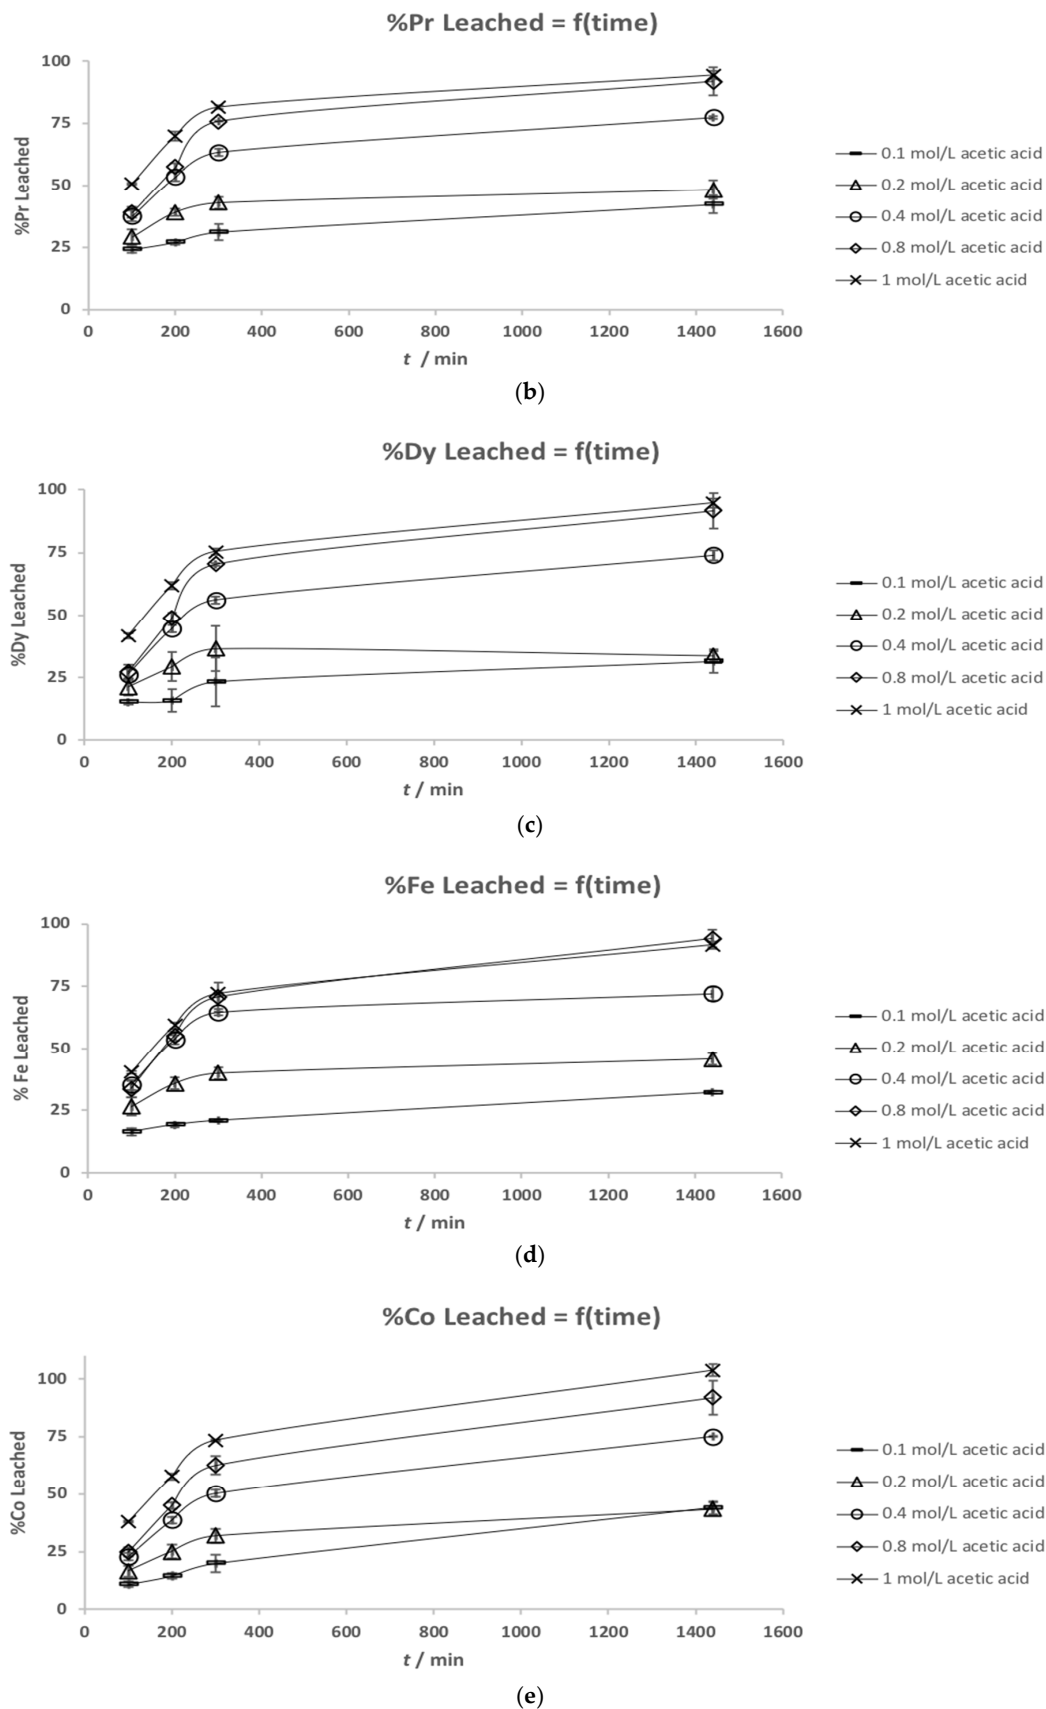 %Pr Leached = f(time)
100
75
50
25
0
%Pr Leached
0 200 400 600 800 1000 1200 1400 1600
t / min
0.1 mol/L acetic acid
0.2 mol/L acetic acid
0.4 mol/L acetic acid
0.8 mol/L acetic acid
1 mol/L acetic acid
(b)
%Dy Leached = f(time)
100
75
50
25
0
%Dy Leached
0 200 400 600 800 1000 1200 1400 1600
t / min
0.1 mol/L acetic acid
0.2 mol/L acetic acid
0.4 mol/L acetic acid
0.8 mol/L acetic acid
1 mol/L acetic acid
(c)
%Fe Leached = f(time)
100
75
50
25
0
% Fe Leached
0 200 400 600 800 1000 1200 1400 1600
t / min
0.1 mol/L acetic acid
0.2 mol/L acetic acid
0.4 mol/L acetic acid
0.8 mol/L acetic acid
1 mol/L acetic acid
(d)
%Co Leached = f(time)
100
75
50
25
0
%Co Leached
0 200 400 600 800 1000 1200 1400 1600
t / min
0.1 mol/L acetic acid
0.2 mol/L acetic acid
0.4 mol/L acetic acid
0.8 mol/L acetic acid
1 mol/L acetic acid
(e)